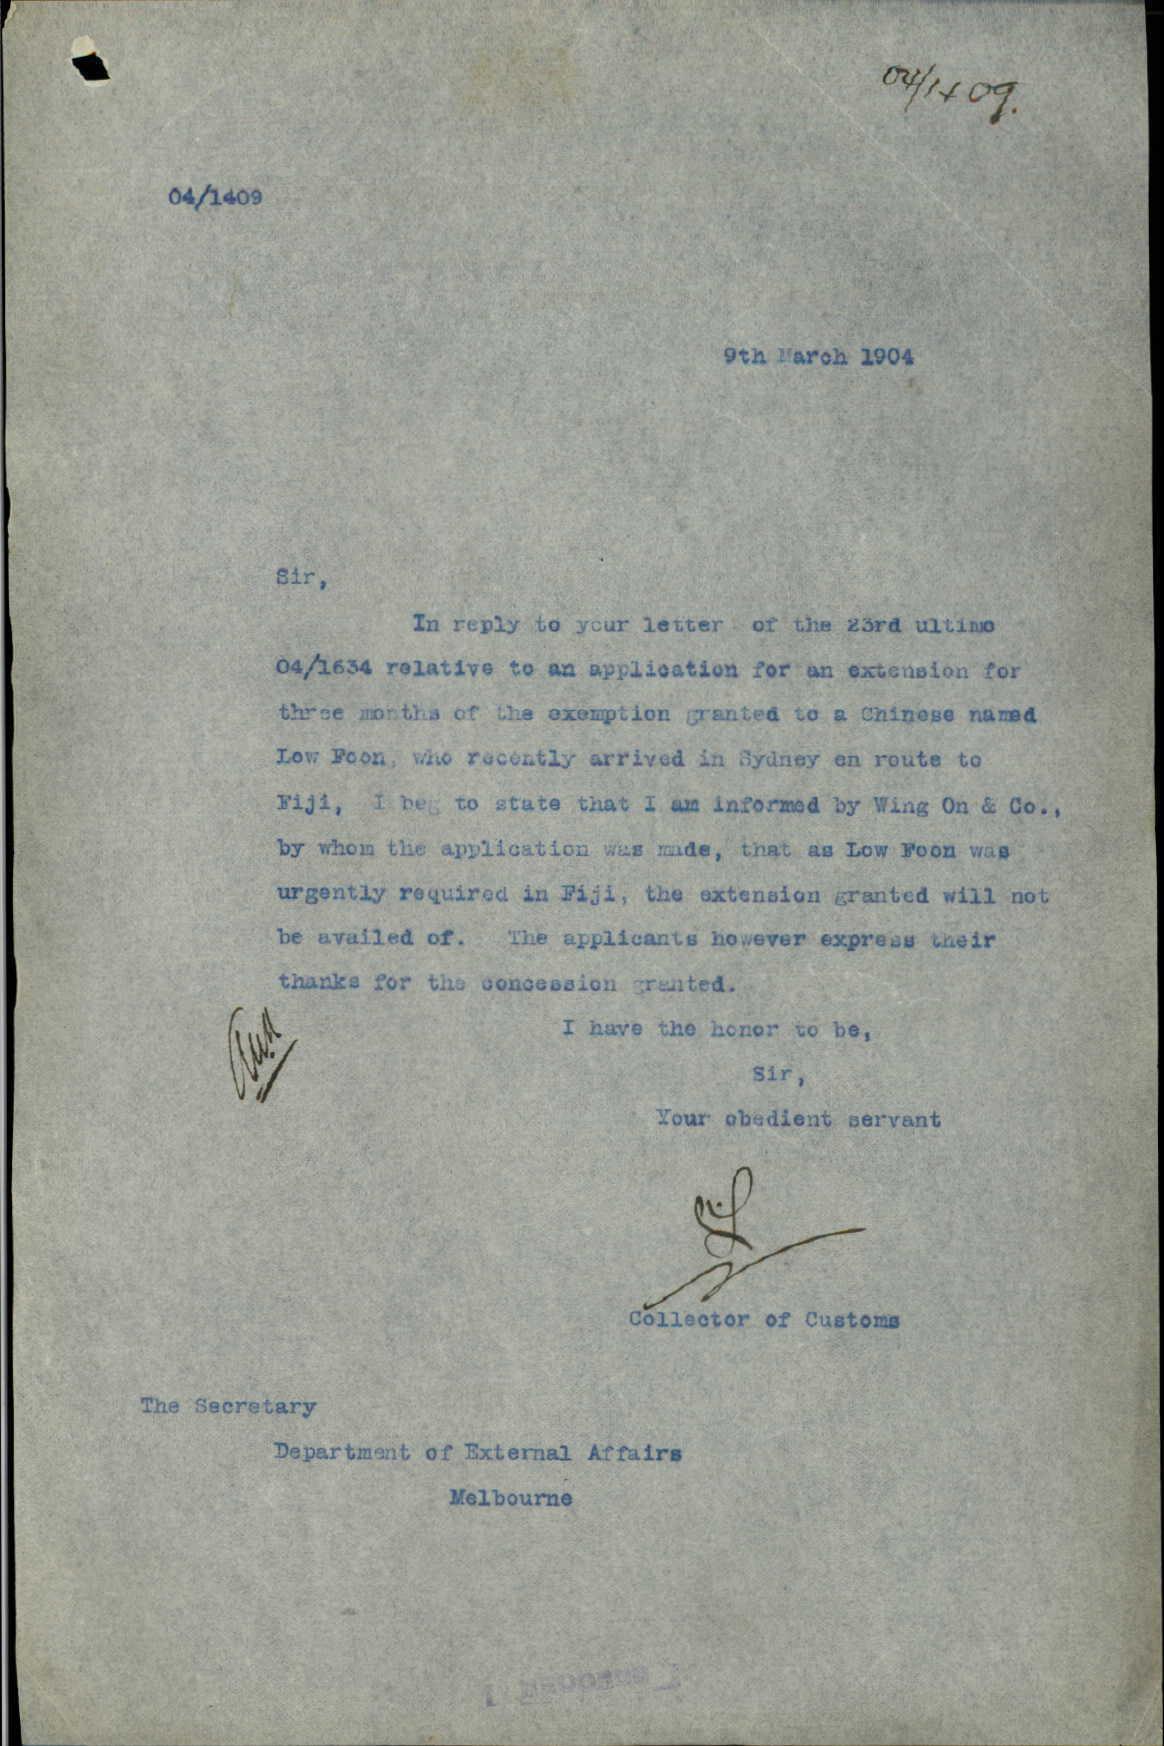 04/1409.
04/1409
9th March 1904
Sir,
In reply to your letter of the 23rd ultimo
04/1634 relative to an application for an extension for
three months of the exemption granted to a Chinese named
Low Foon, who recently arrived in Sydney en route to
Fiji, I beg to state that I am informed by Wing On & Co.,
by whom the application was made, that as Low Foon was
urgently required in Fiji, the extension granted will not
be availed of. The applicants however express their
thanks for the concession granted.
I have the honor to be,
Sir,
Your obedient servant
Collector of Customs
The Secretary
Department of External Affairs
Melbourne